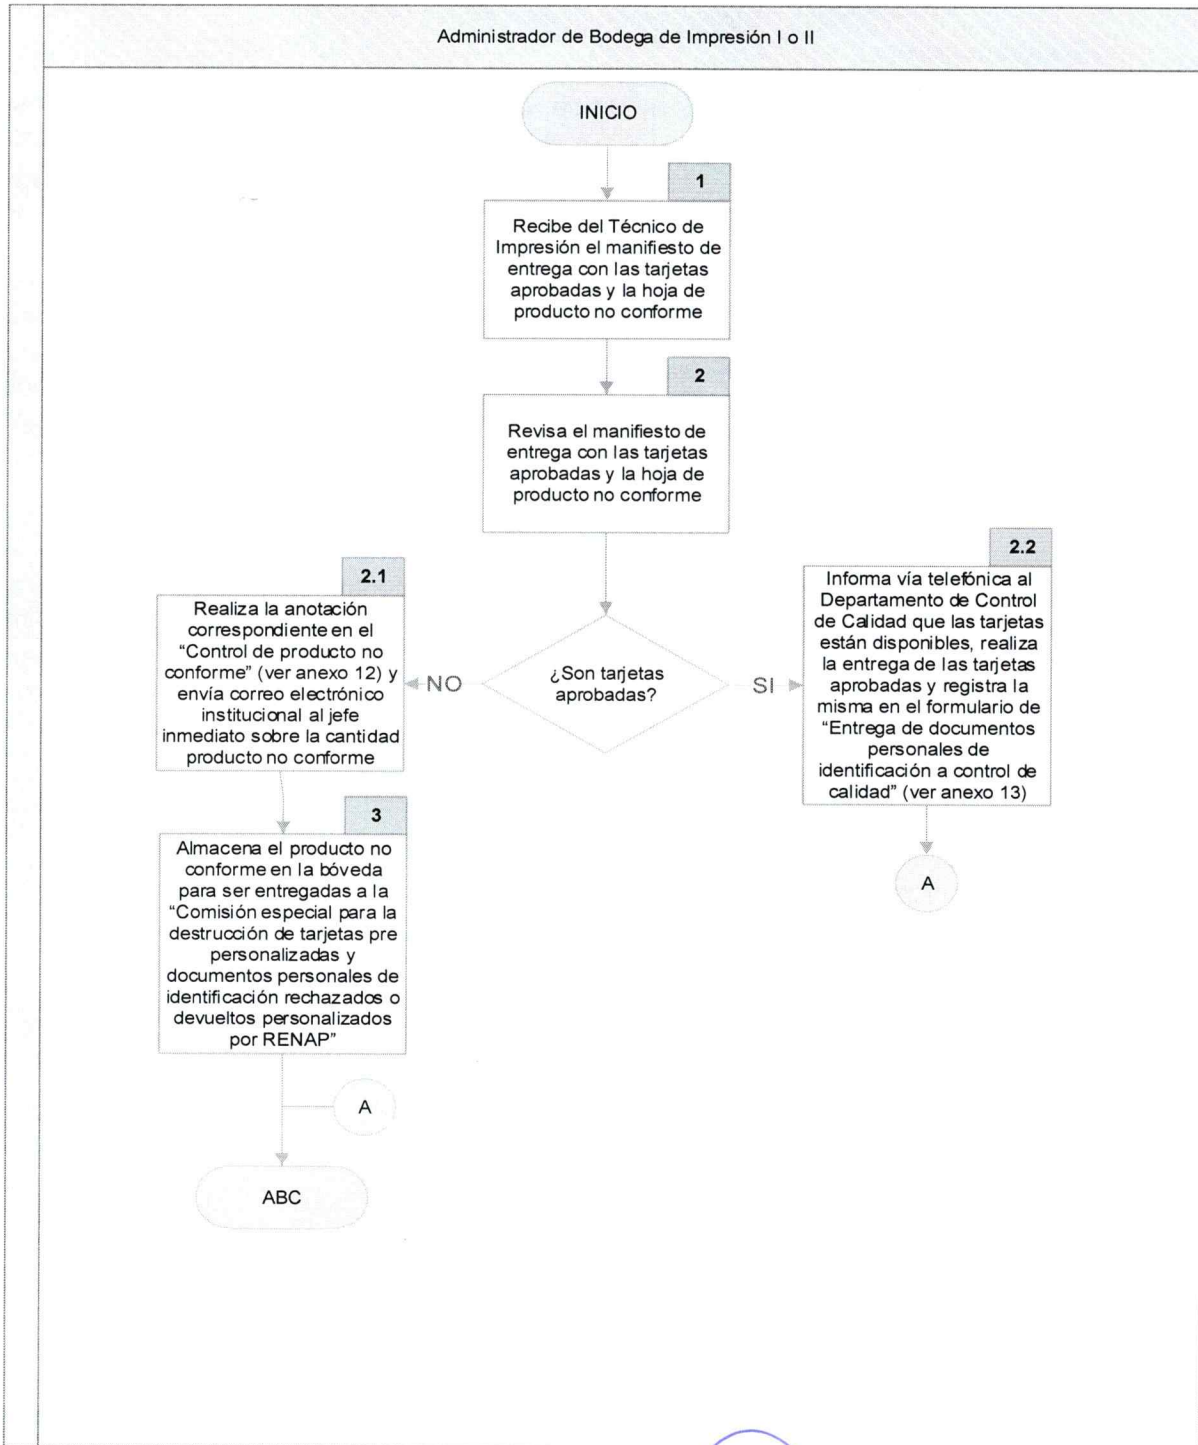 Administrador de Bodega de Impresión I o II
INICIO
1
Recibe del Técnico de
Impresión el manifiesto de
entrega con las tarjetas
aprobadas y la hoja de
producto no conforme
2
Revisa el manifiesto de
entrega con las tarjetas
aprobadas y la hoja de
producto no conforme
¿Son tarjetas
aprobadas?
NO
SI
2.1
Realiza la anotación
correspondiente en el
“Control de producto no
conforme” (ver anexo 12) y
envía correo electrónico
institucional al jefe
inmediato sobre la cantidad
producto no conforme
2.2
Informa vía telefónica al
Departamento de Control
de Calidad que las tarjetas
están disponibles, realiza
la entrega de las tarjetas
aprobadas y registra la
misma en el formulario de
“Entrega de documentos
personales de
identificación a control de
calidad” (ver anexo 13)
A
3
Almacena el producto no
conforme en la bóveda
para ser entregadas a la
“Comisión especial para la
destrucción de tarjetas pre
personalizadas y
documentos personales de
identificación rechazados o
devueltos personalizados
por RENAP”
A
ABC